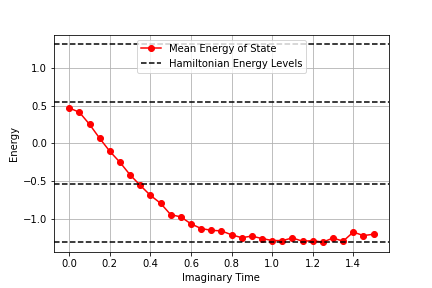 Mean Energy of State
Hamiltonian Energy Levels
1.0
0.5
0.0
−0.5
−1.0
Energy
0.0 0.2 0.4 0.6 0.8 1.0 1.2 1.4
Imaginary Time